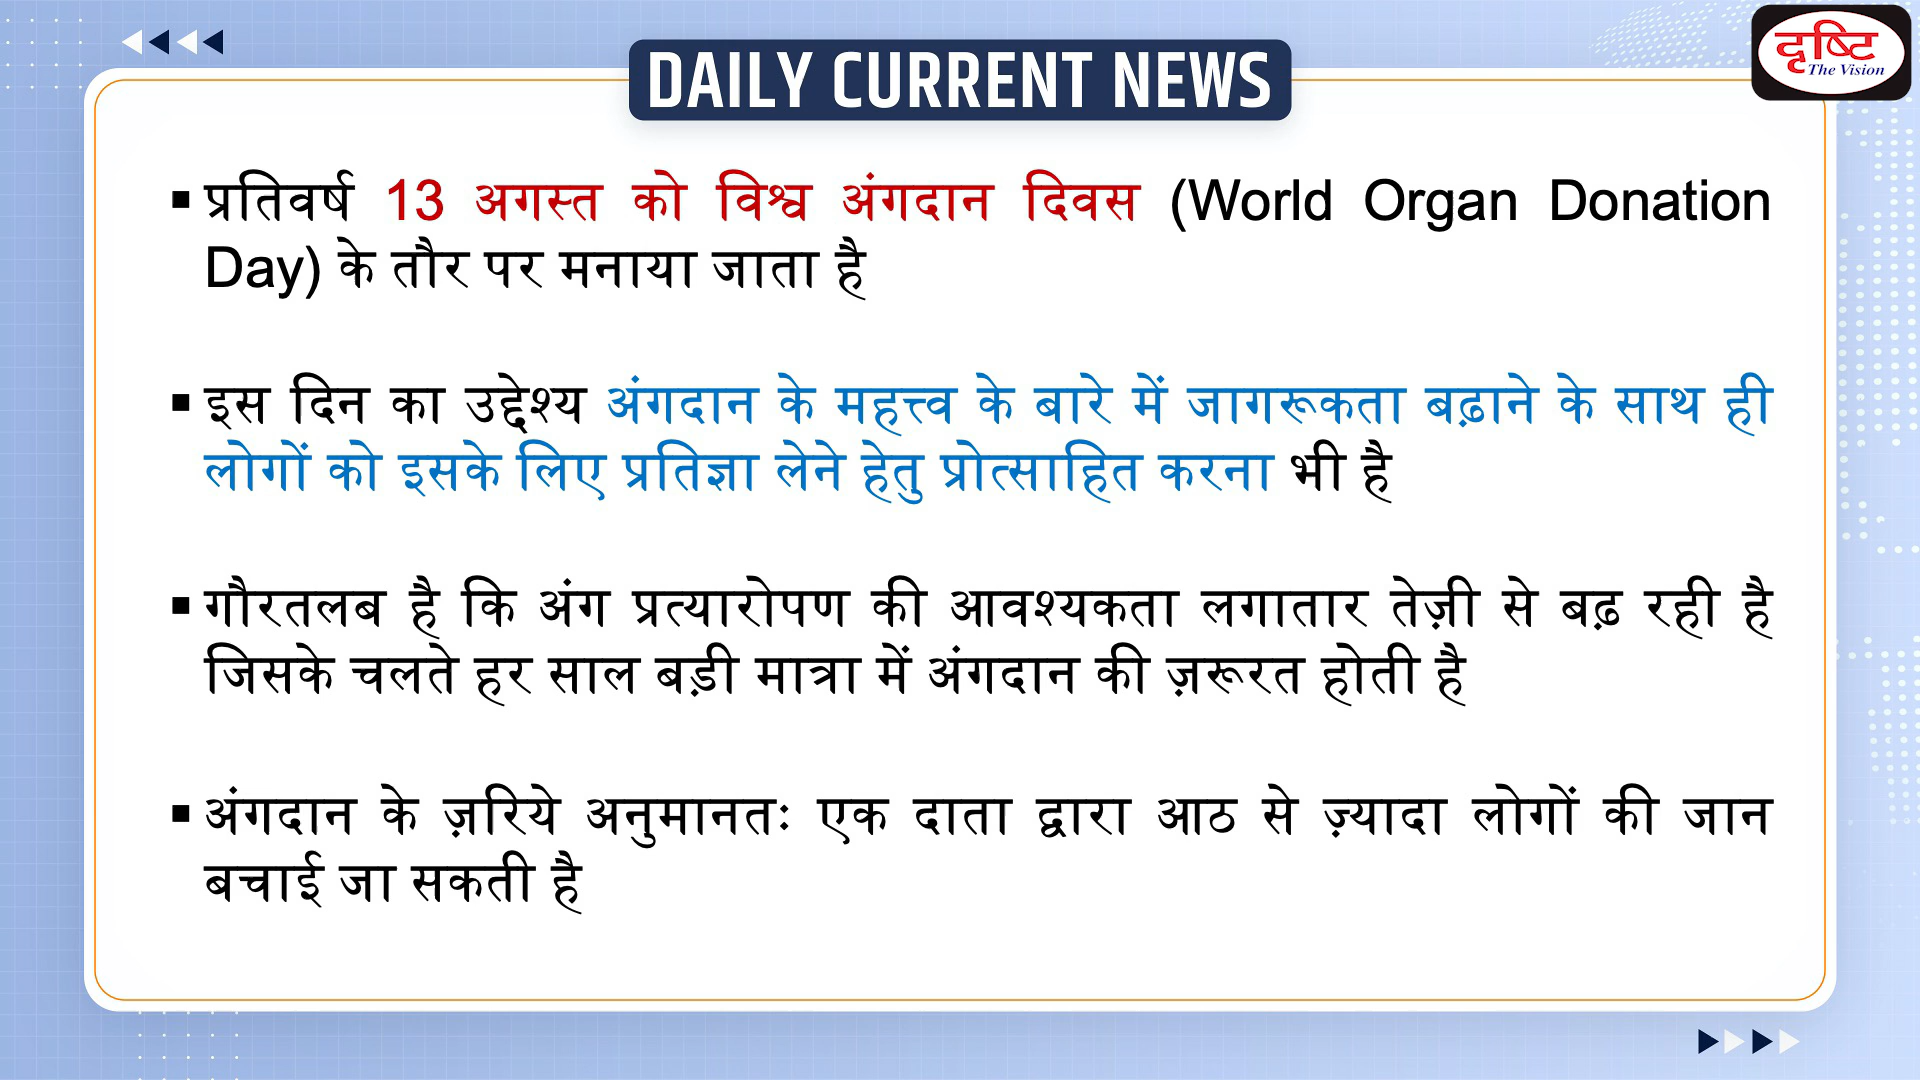 DAILY CURRENT NEWS
दृष्टि
The Vision
▪ प्रतिवर्ष 13 अगस्त को विश्व अंगदान दिवस (World Organ Donation
Day) के तौर पर मनाया जाता है
▪ इस दिन का उद्देश्य अंगदान के महत्त्व के बारे में जागरूकता बढ़ाने के साथ ही
लोगों को इसके लिए प्रतिज्ञा लेने हेतु प्रोत्साहित करना भी है
▪ गौरतलब है कि अंग प्रत्यारोपण की आवश्यकता लगातार तेज़ी से बढ़ रही है
जिसके चलते हर साल बड़ी मात्रा में अंगदान की ज़रूरत होती है
▪ अंगदान के ज़रिये अनुमानतः एक दाता द्वारा आठ से ज़्यादा लोगों की जान
बचाई जा सकती है